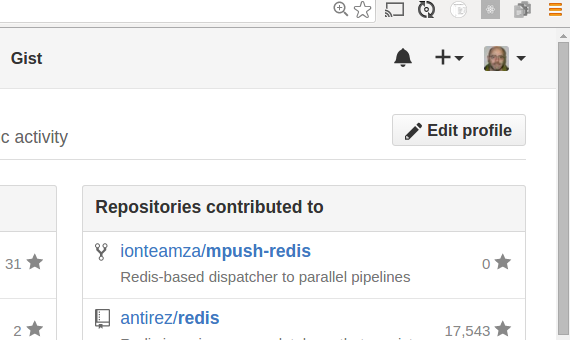 Gist
c activity
Edit profile
Repositories contributed to
31
ionteamza/mpush-redis
0
Redis-based dispatcher to parallel pipelines
2
antirez/redis
17,543